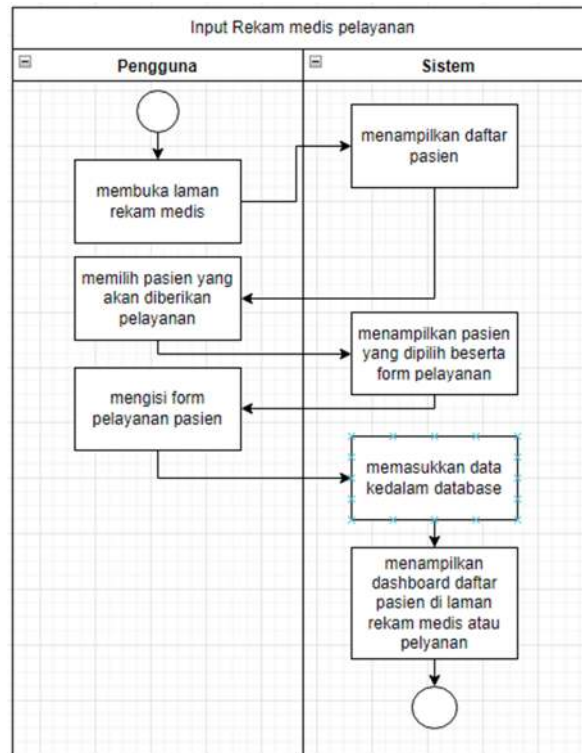 Input Rekam medis pelayanan
Pengguna
Sistem
menampilkan daftar
pasien
membuka laman
rekam medis
memilih pasien yang
akan diberikan
pelayanan
menampilkan pasien
yang dipilih beserta
form pelayanan
mengisi form
pelayanan pasien
memasukkan data
kedalam database
menampilkan
dashboard daftar
pasien di laman
rekam medis atau
pelyanan